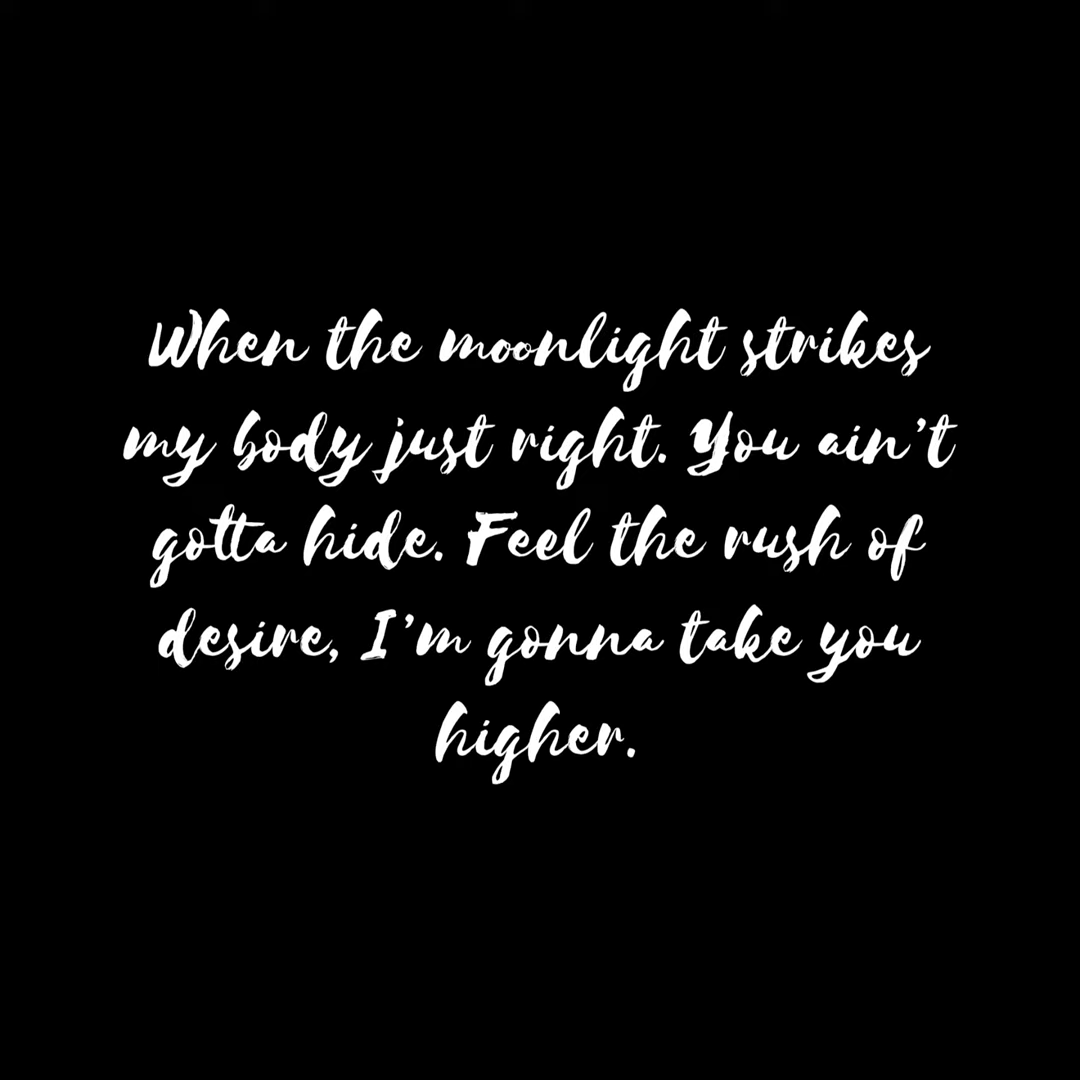 When the moonlight strikes
my body just right. You ain't
gotta hide. Feel the rush of
desire, I'm gonna take you
higher.